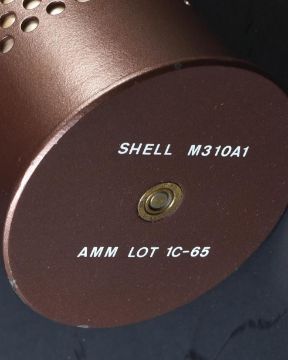 SHELL M310A1
AMM LOT 1C-65